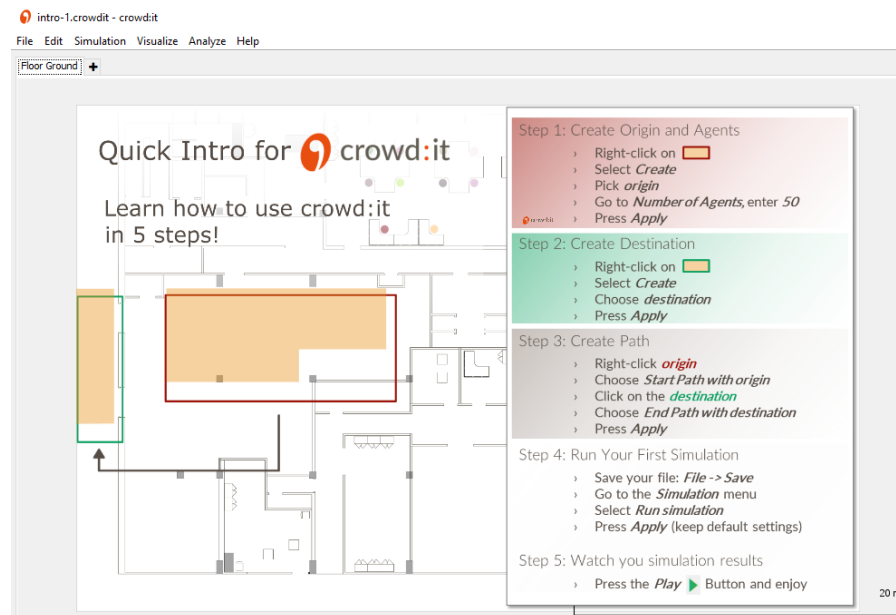 intro-1.crowdit - crowd:it
File Edit Simulation Visualize Analyze Help
Floor Ground
Quick Intro for crowd:it
Learn how to use crowd:it
in 5 steps!
Step 1: Create Origin and Agents
› Right-click on
› Select Create
› Pick origin
› Go to Number of Agents, enter 50
› Press Apply
crowd:it
Step 2: Create Destination
› Right-click on
› Select Create
› Choose destination
› Press Apply
Step 3: Create Path
› Right-click origin
› Choose Start Path with origin
› Click on the destination
› Choose End Path with destination
› Press Apply
Step 4: Run Your First Simulation
› Save your file: File -> Save
› Go to the Simulation menu
› Select Run simulation
› Press Apply (keep default settings)
Step 5: Watch you simulation results
› Press the Play Button and enjoy
20